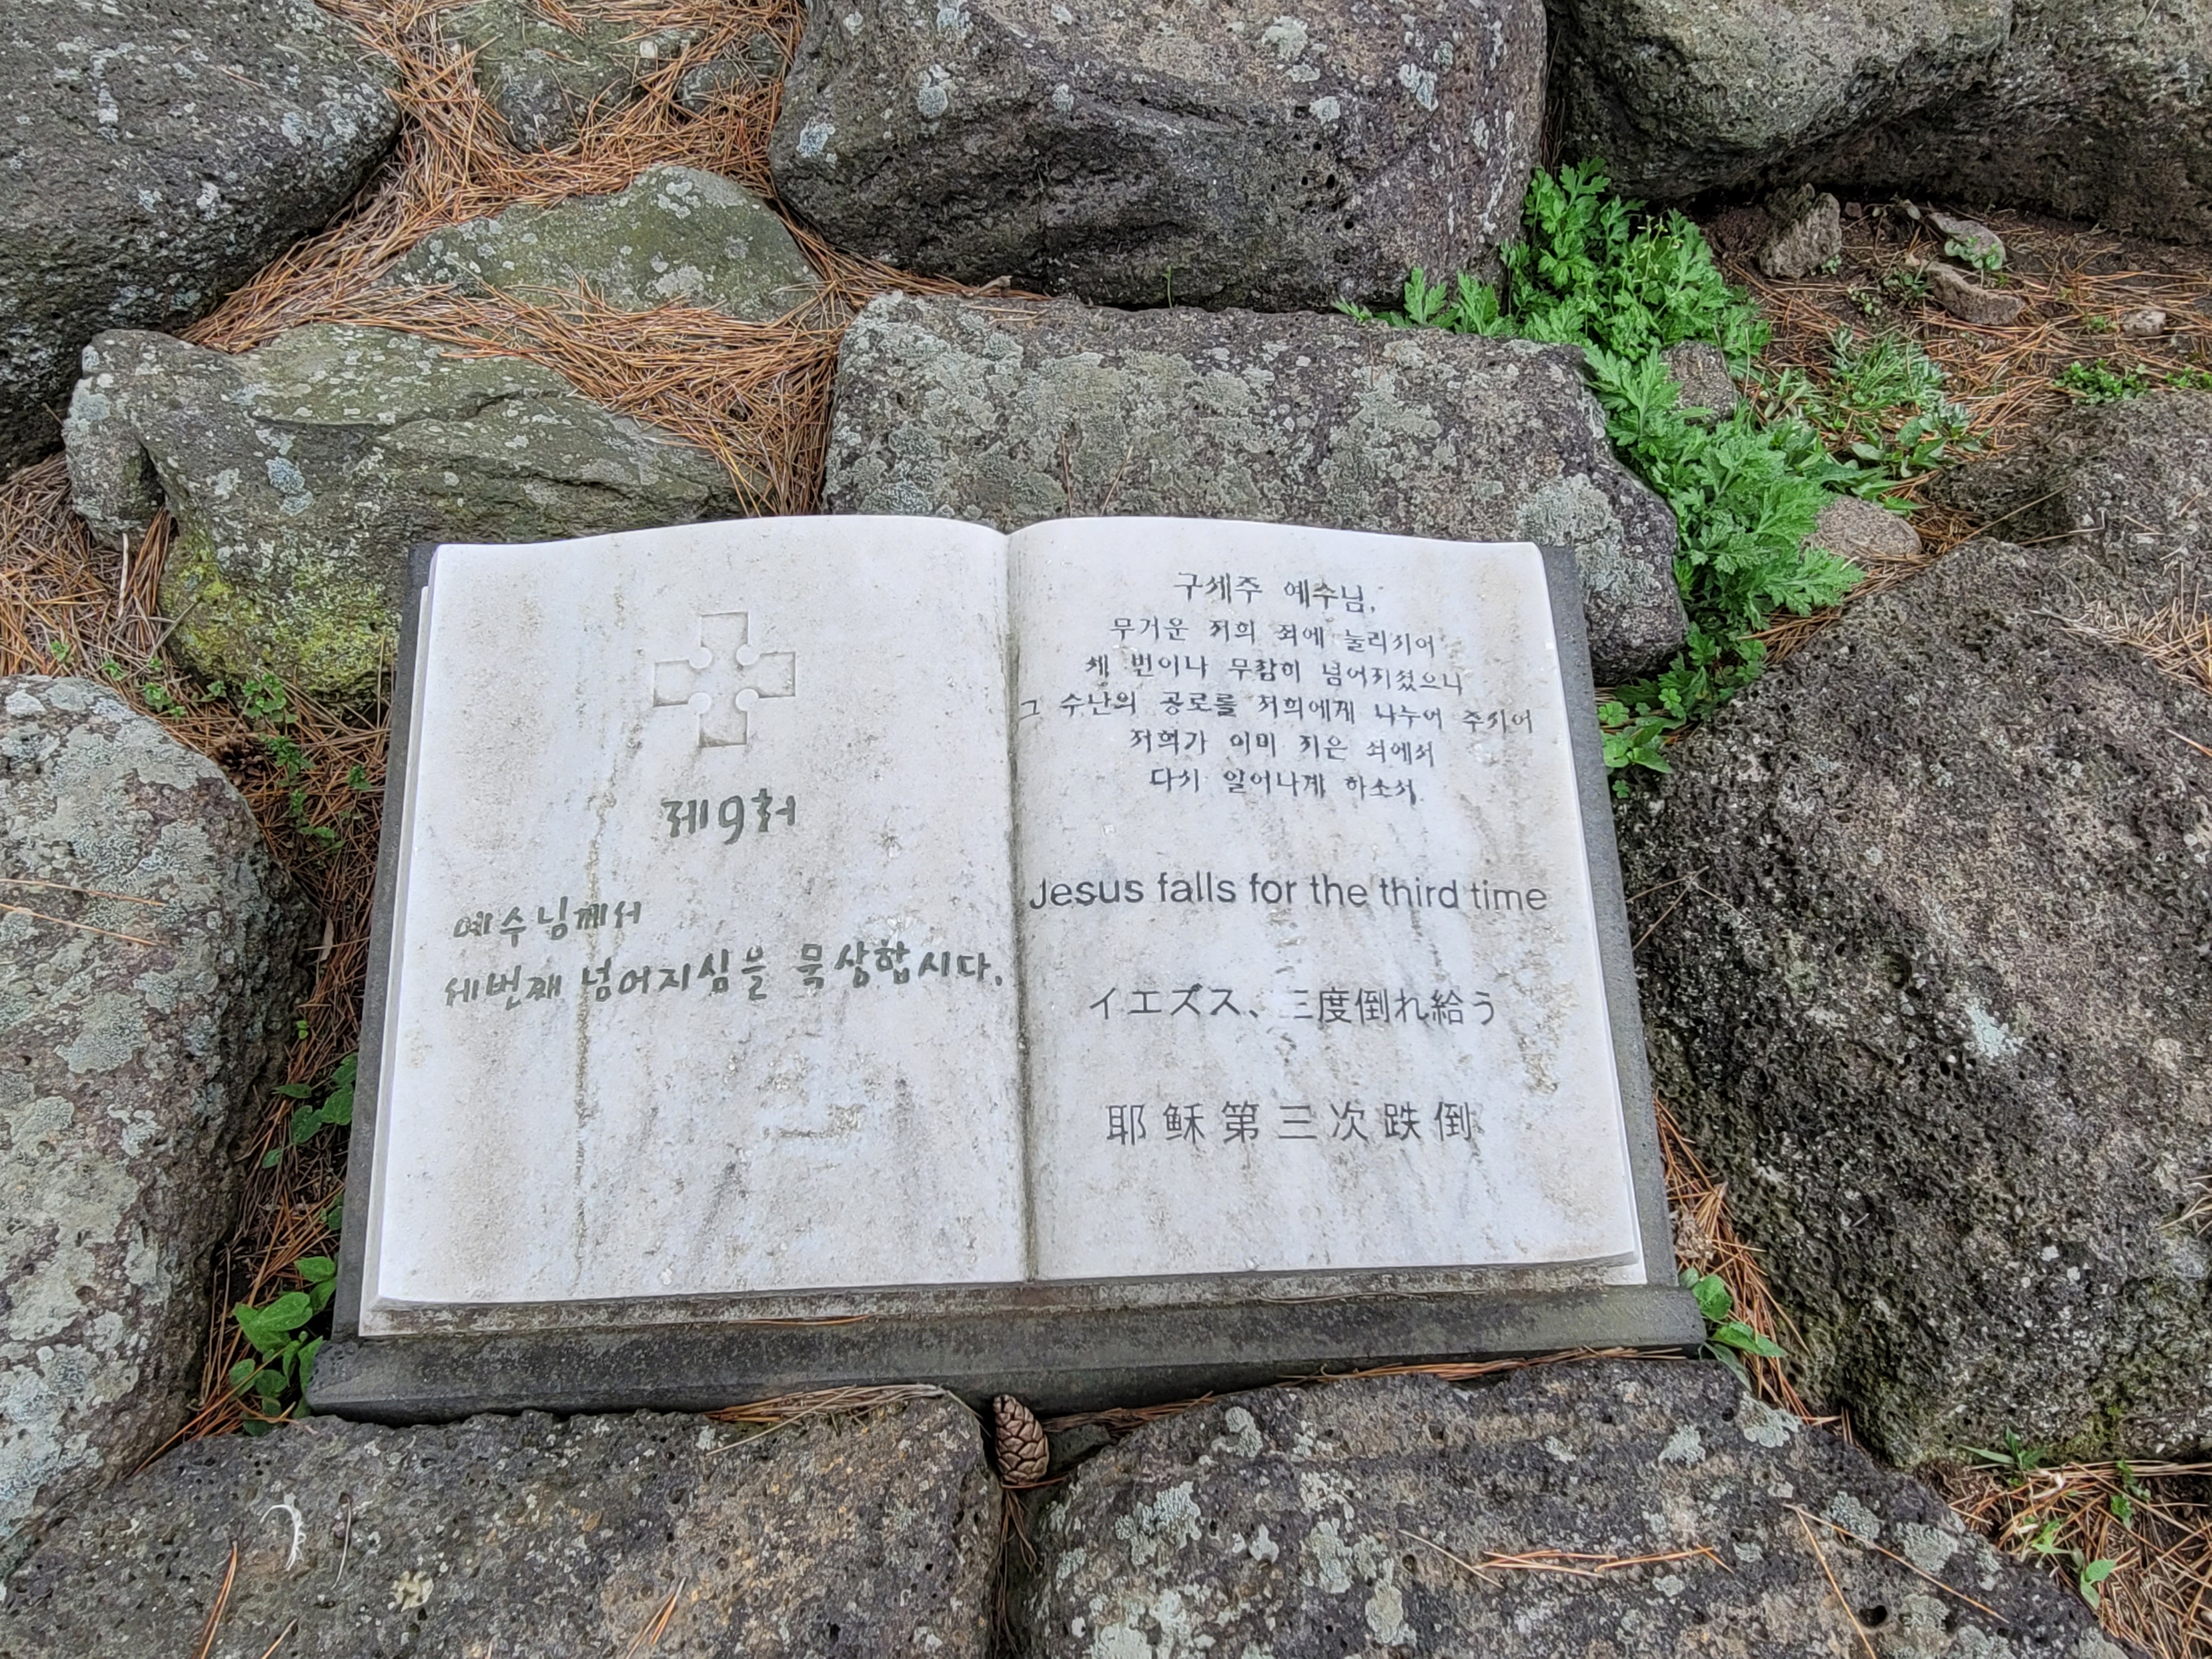 제9처
예수님께서
세번째 넘어지심을 묵상합시다.
구세주 예수님,
무거운 저희 죄에 눌리시어
세 번이나 무참히 넘어지셨으니
그 수난의 공로를 저희에게 나누어 주시어
저희가 이미 지은 죄에서
다시 일어나게 하소서.
Jesus falls for the third time
イエズス、三度倒れ給う
耶稣第三次跌倒